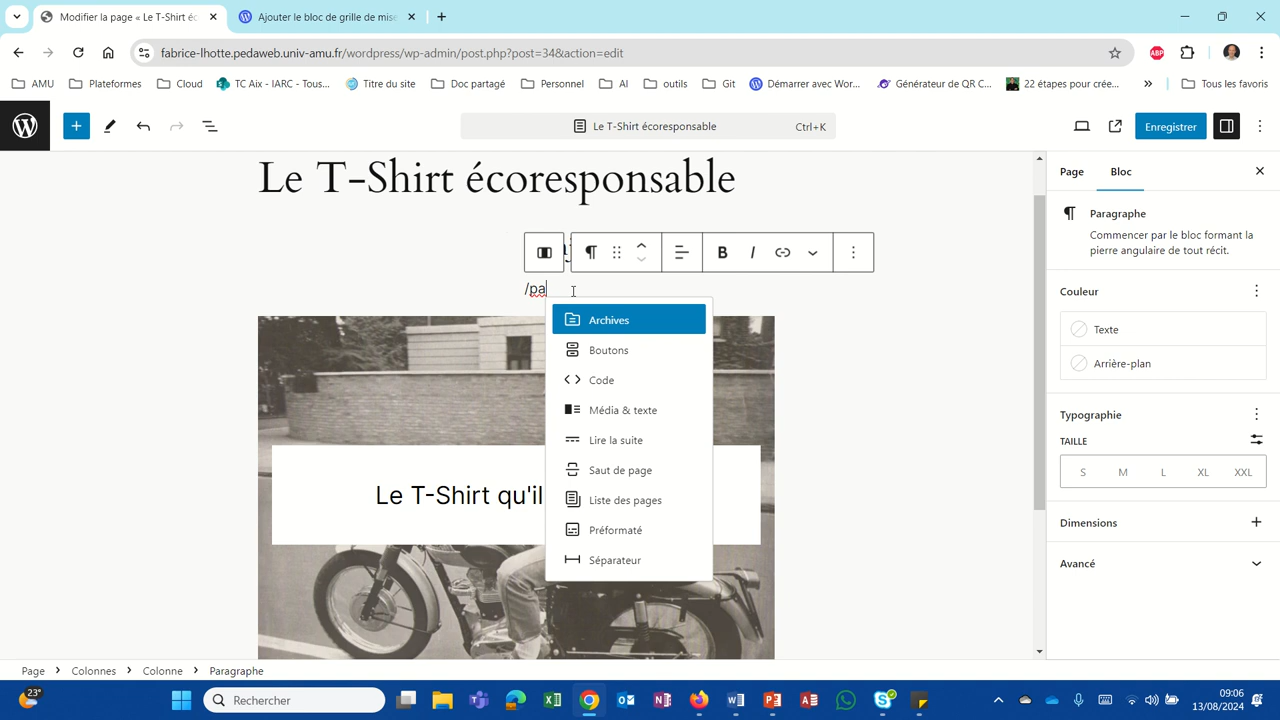 Modifier la page « Le T-Shirt éc
Ajouter le bloc de grille de mise
fabrice-lhotte.pedaweb.univ-amu.fr/wordpress/wp-admin/post.php?post=34&action=edit
AMU
Plateformes
Cloud
TC Aix - IARC - Tous...
Titre du site
Doc partagé
Personnel
AI
outils
Git
Démarrer avec Wor...
Générateur de QR C...
22 étapes pour crée...
Tous les favoris
Le T-Shirt écoresponsable
Ctrl+K
Enregistrer
Le T-Shirt écoresponsable
B I
/pa
Archives
Boutons
Code
Média & texte
Lire la suite
Saut de page
Liste des pages
Préformaté
Séparateur
Le T-Shirt qu'il
Page
Bloc
Paragraphe
Commencer par le bloc formant la
pierre angulaire de tout récit.
Couleur
Texte
Arrière-plan
Typographie
TAILLE
S M L XL XXL
Dimensions
Avancé
Page > Colonnes > Colonne > Paragraphe
23°
Rechercher
09:06
13/08/2024